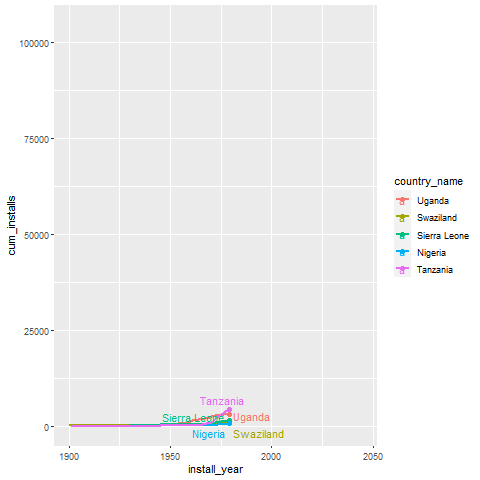 100000
75000
50000
25000
0
cum_installs
Tanzania
Sierra Leone
Uganda
Nigeria
Swaziland
1900
1950
2000
2050
install_year
country_name
a Uganda
a Swaziland
a Sierra Leone
a Nigeria
a Tanzania